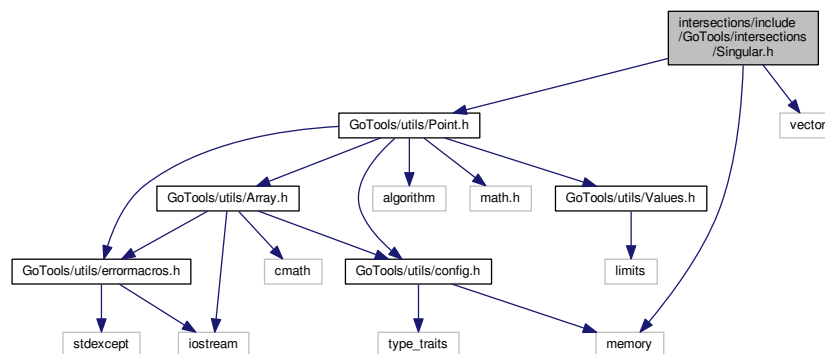 intersections/include
/GoTools/intersections
/Singular.h
GoTools/utils/Point.h
vector
GoTools/utils/Array.h
algorithm
math.h
GoTools/utils/Values.h
GoTools/utils/errormacros.h
cmath
GoTools/utils/config.h
limits
stdexcept
iostream
type_traits
memory